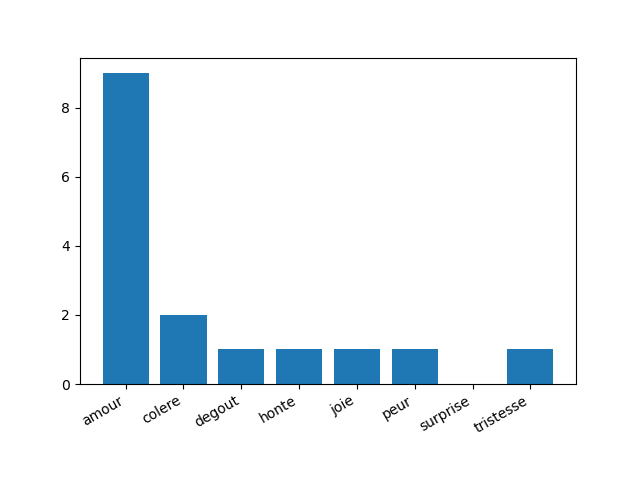 8
6
4
2
0
amour
colere
degout
honte
joie
peur
surprise
tristesse